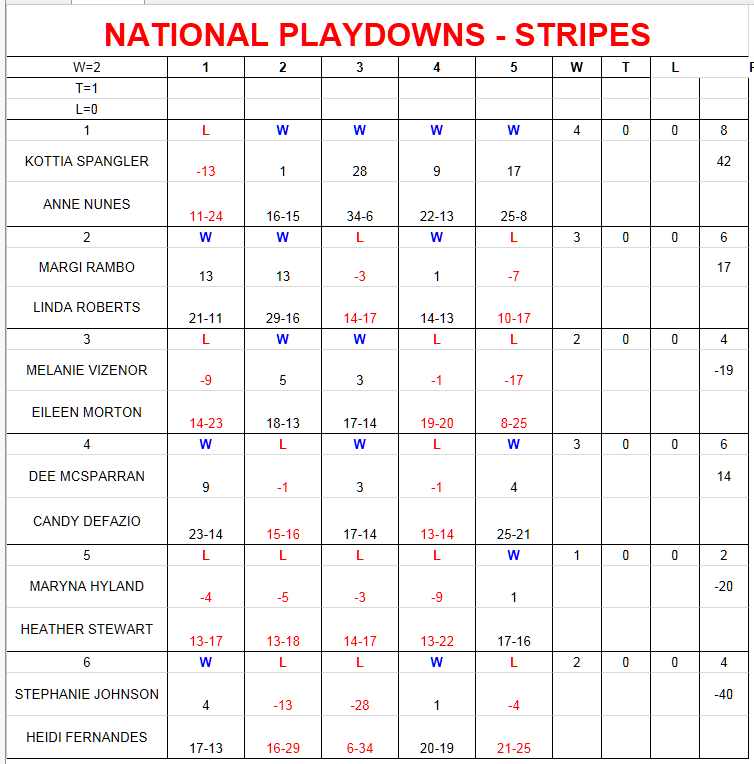 NATIONAL PLAYDOWNS - STRIPES
W=2 1 2 3 4 5 W T L
T=1
L=0
1 L W W W W 4 0 0 8
KOTTIA SPANGLER -13 1 28 9 17 42
ANNE NUNES 11-24 16-15 34-6 22-13 25-8
2 W W L W L 3 0 0 6
MARGI RAMBO 13 13 -3 1 -7 17
LINDA ROBERTS 21-11 29-16 14-17 14-13 10-17
3 L W W L L 2 0 0 4
MELANIE VIZENOR -9 5 3 -1 -17 -19
EILEEN MORTON 14-23 18-13 17-14 19-20 8-25
4 W L W L W 3 0 0 6
DEE MCSPARRAN 9 -1 3 -1 4 14
CANDY DEFAZIO 23-14 15-16 17-14 13-14 25-21
5 L L L L W 1 0 0 2
MARYNA HYLAND -4 -5 -3 -9 1 -20
HEATHER STEWART 13-17 13-18 14-17 13-22 17-16
6 W L L W L 2 0 0 4
STEPHANIE JOHNSON 4 -13 -28 1 -4 -40
HEIDI FERNANDES 17-13 16-29 6-34 20-19 21-25